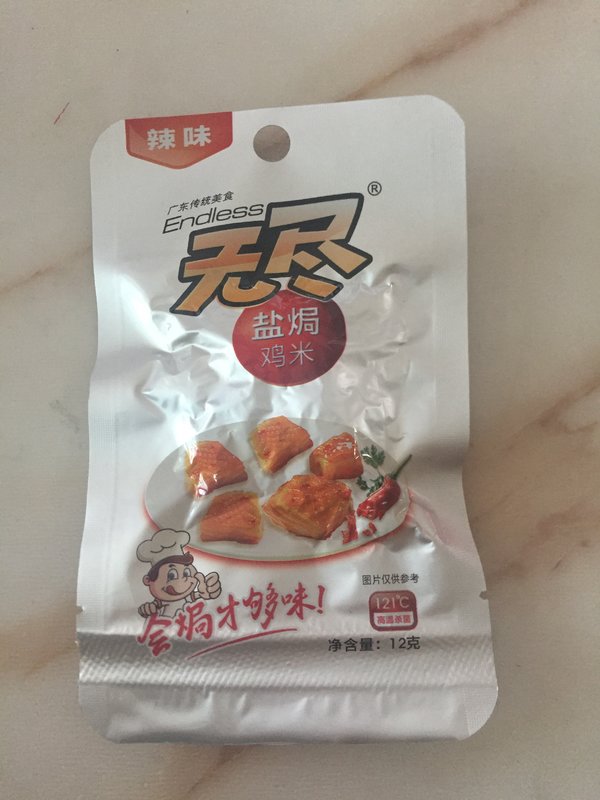 辣味
广东传统美食
Endless
无尽
®
盐焗
鸡米
图片仅供参考
121℃
高温杀菌
会焗才够味!
净含量：12克